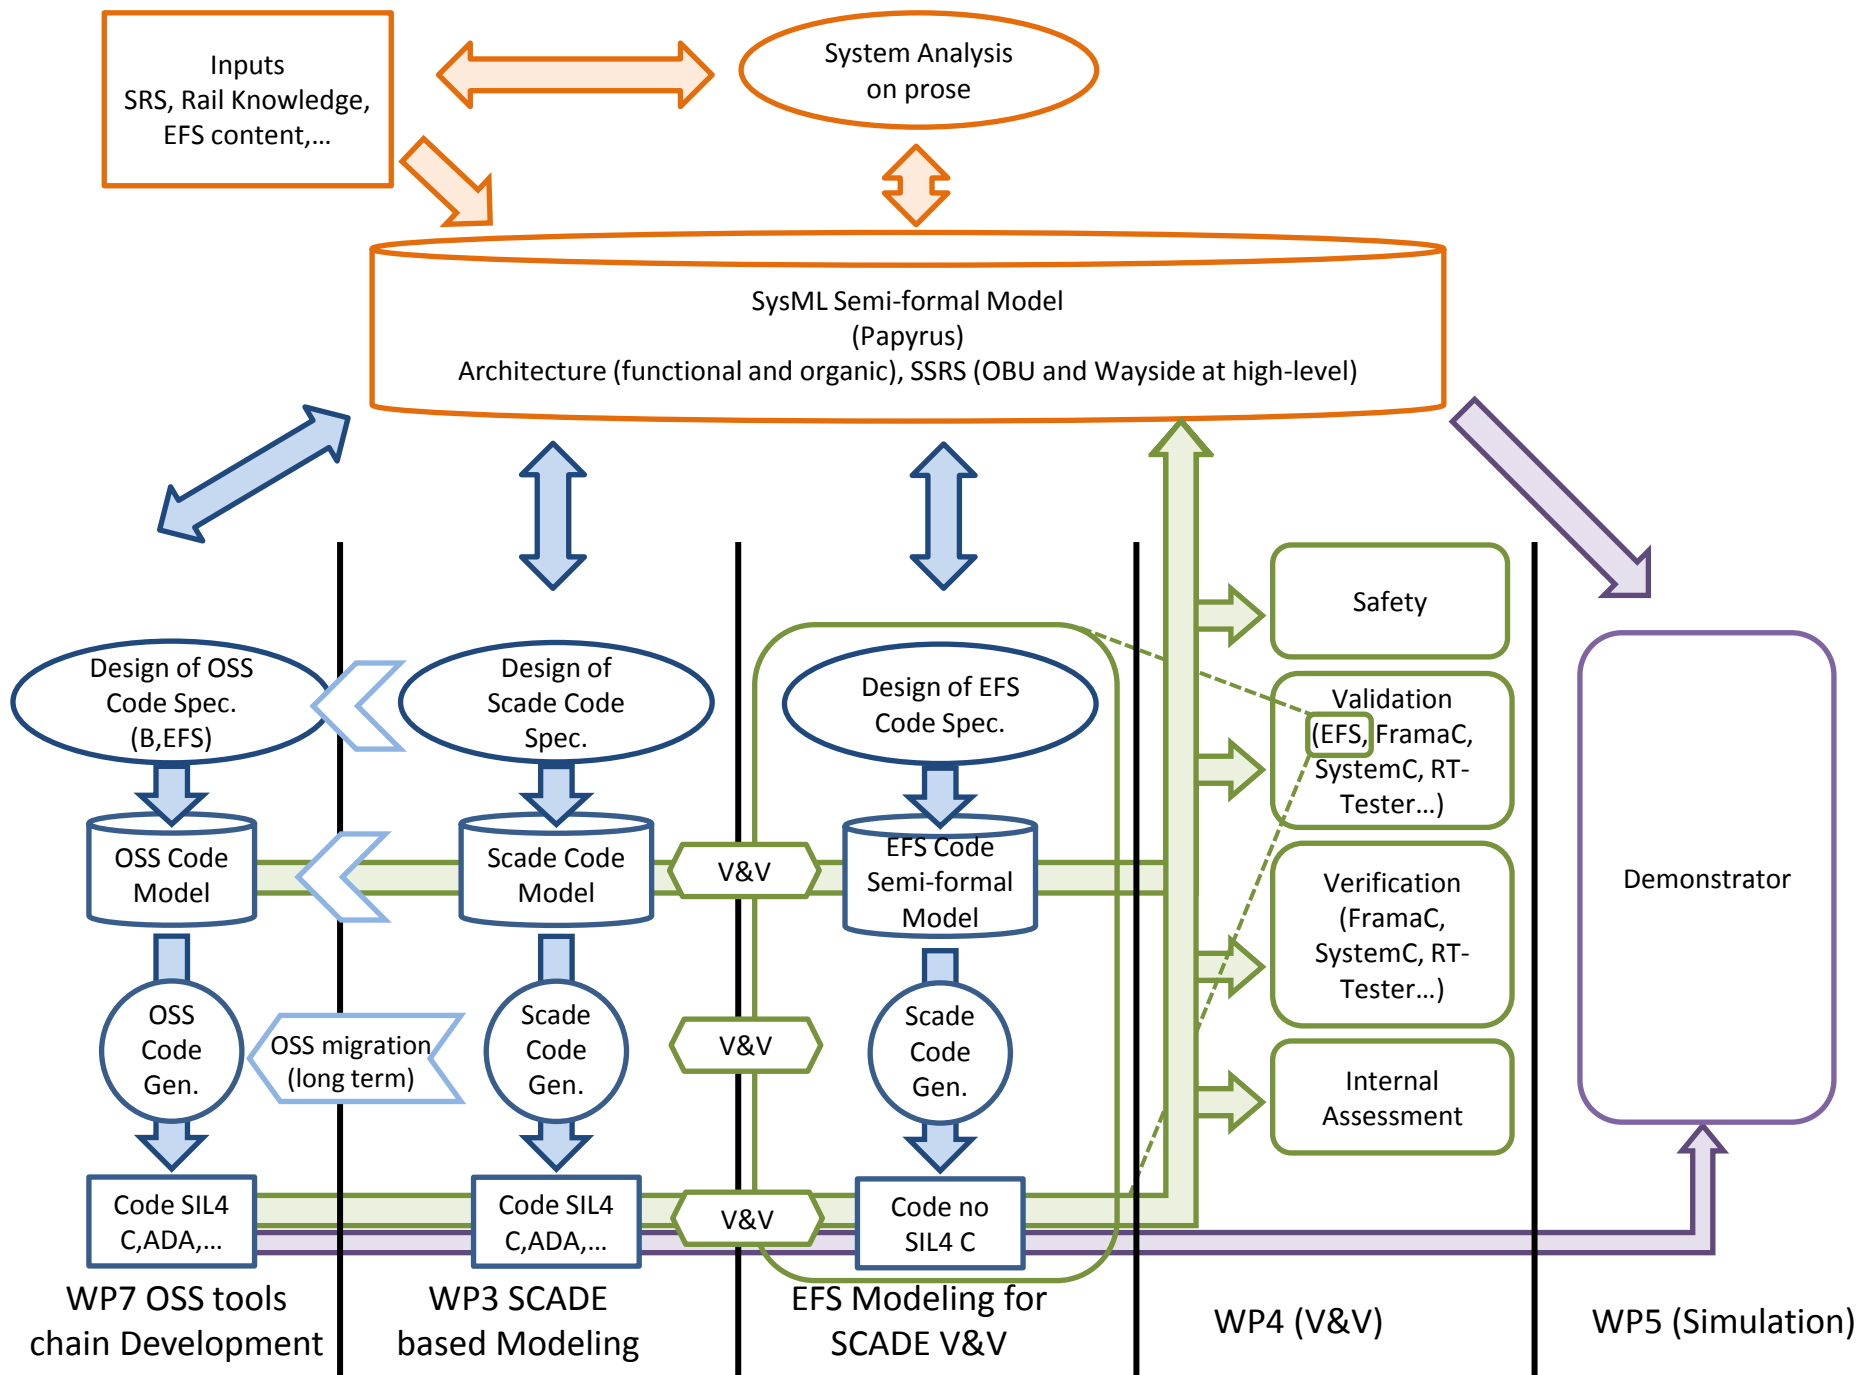 Inputs
SRS, Rail Knowledge,
EFS content,...
System Analysis
on prose
SysML Semi-formal Model
(Papyrus)
Architecture (functional and organic), SSRS (OBU and Wayside at high-level)
Design of OSS
Code Spec.
(B,EFS)
OSS Code
Model
OSS
Code
Gen.
Code SIL4
C,ADA,...
OSS migration
(long term)
Design of
Scade Code
Spec.
Scade Code
Model
Scade
Code
Gen.
Code SIL4
C,ADA,...
V&V
V&V
V&V
Design of EFS
Code Spec.
EFS Code
Semi-formal
Model
Scade
Code
Gen.
Code no
SIL4 C
Safety
Validation
(EFS, FramaC,
SystemC, RT-
Tester...)
Verification
(FramaC,
SystemC, RT-
Tester...)
Internal
Assessment
Demonstrator
WP7 OSS tools
chain Development
WP3 SCADE
based Modeling
EFS Modeling for
SCADE V&V
WP4 (V&V)
WP5 (Simulation)